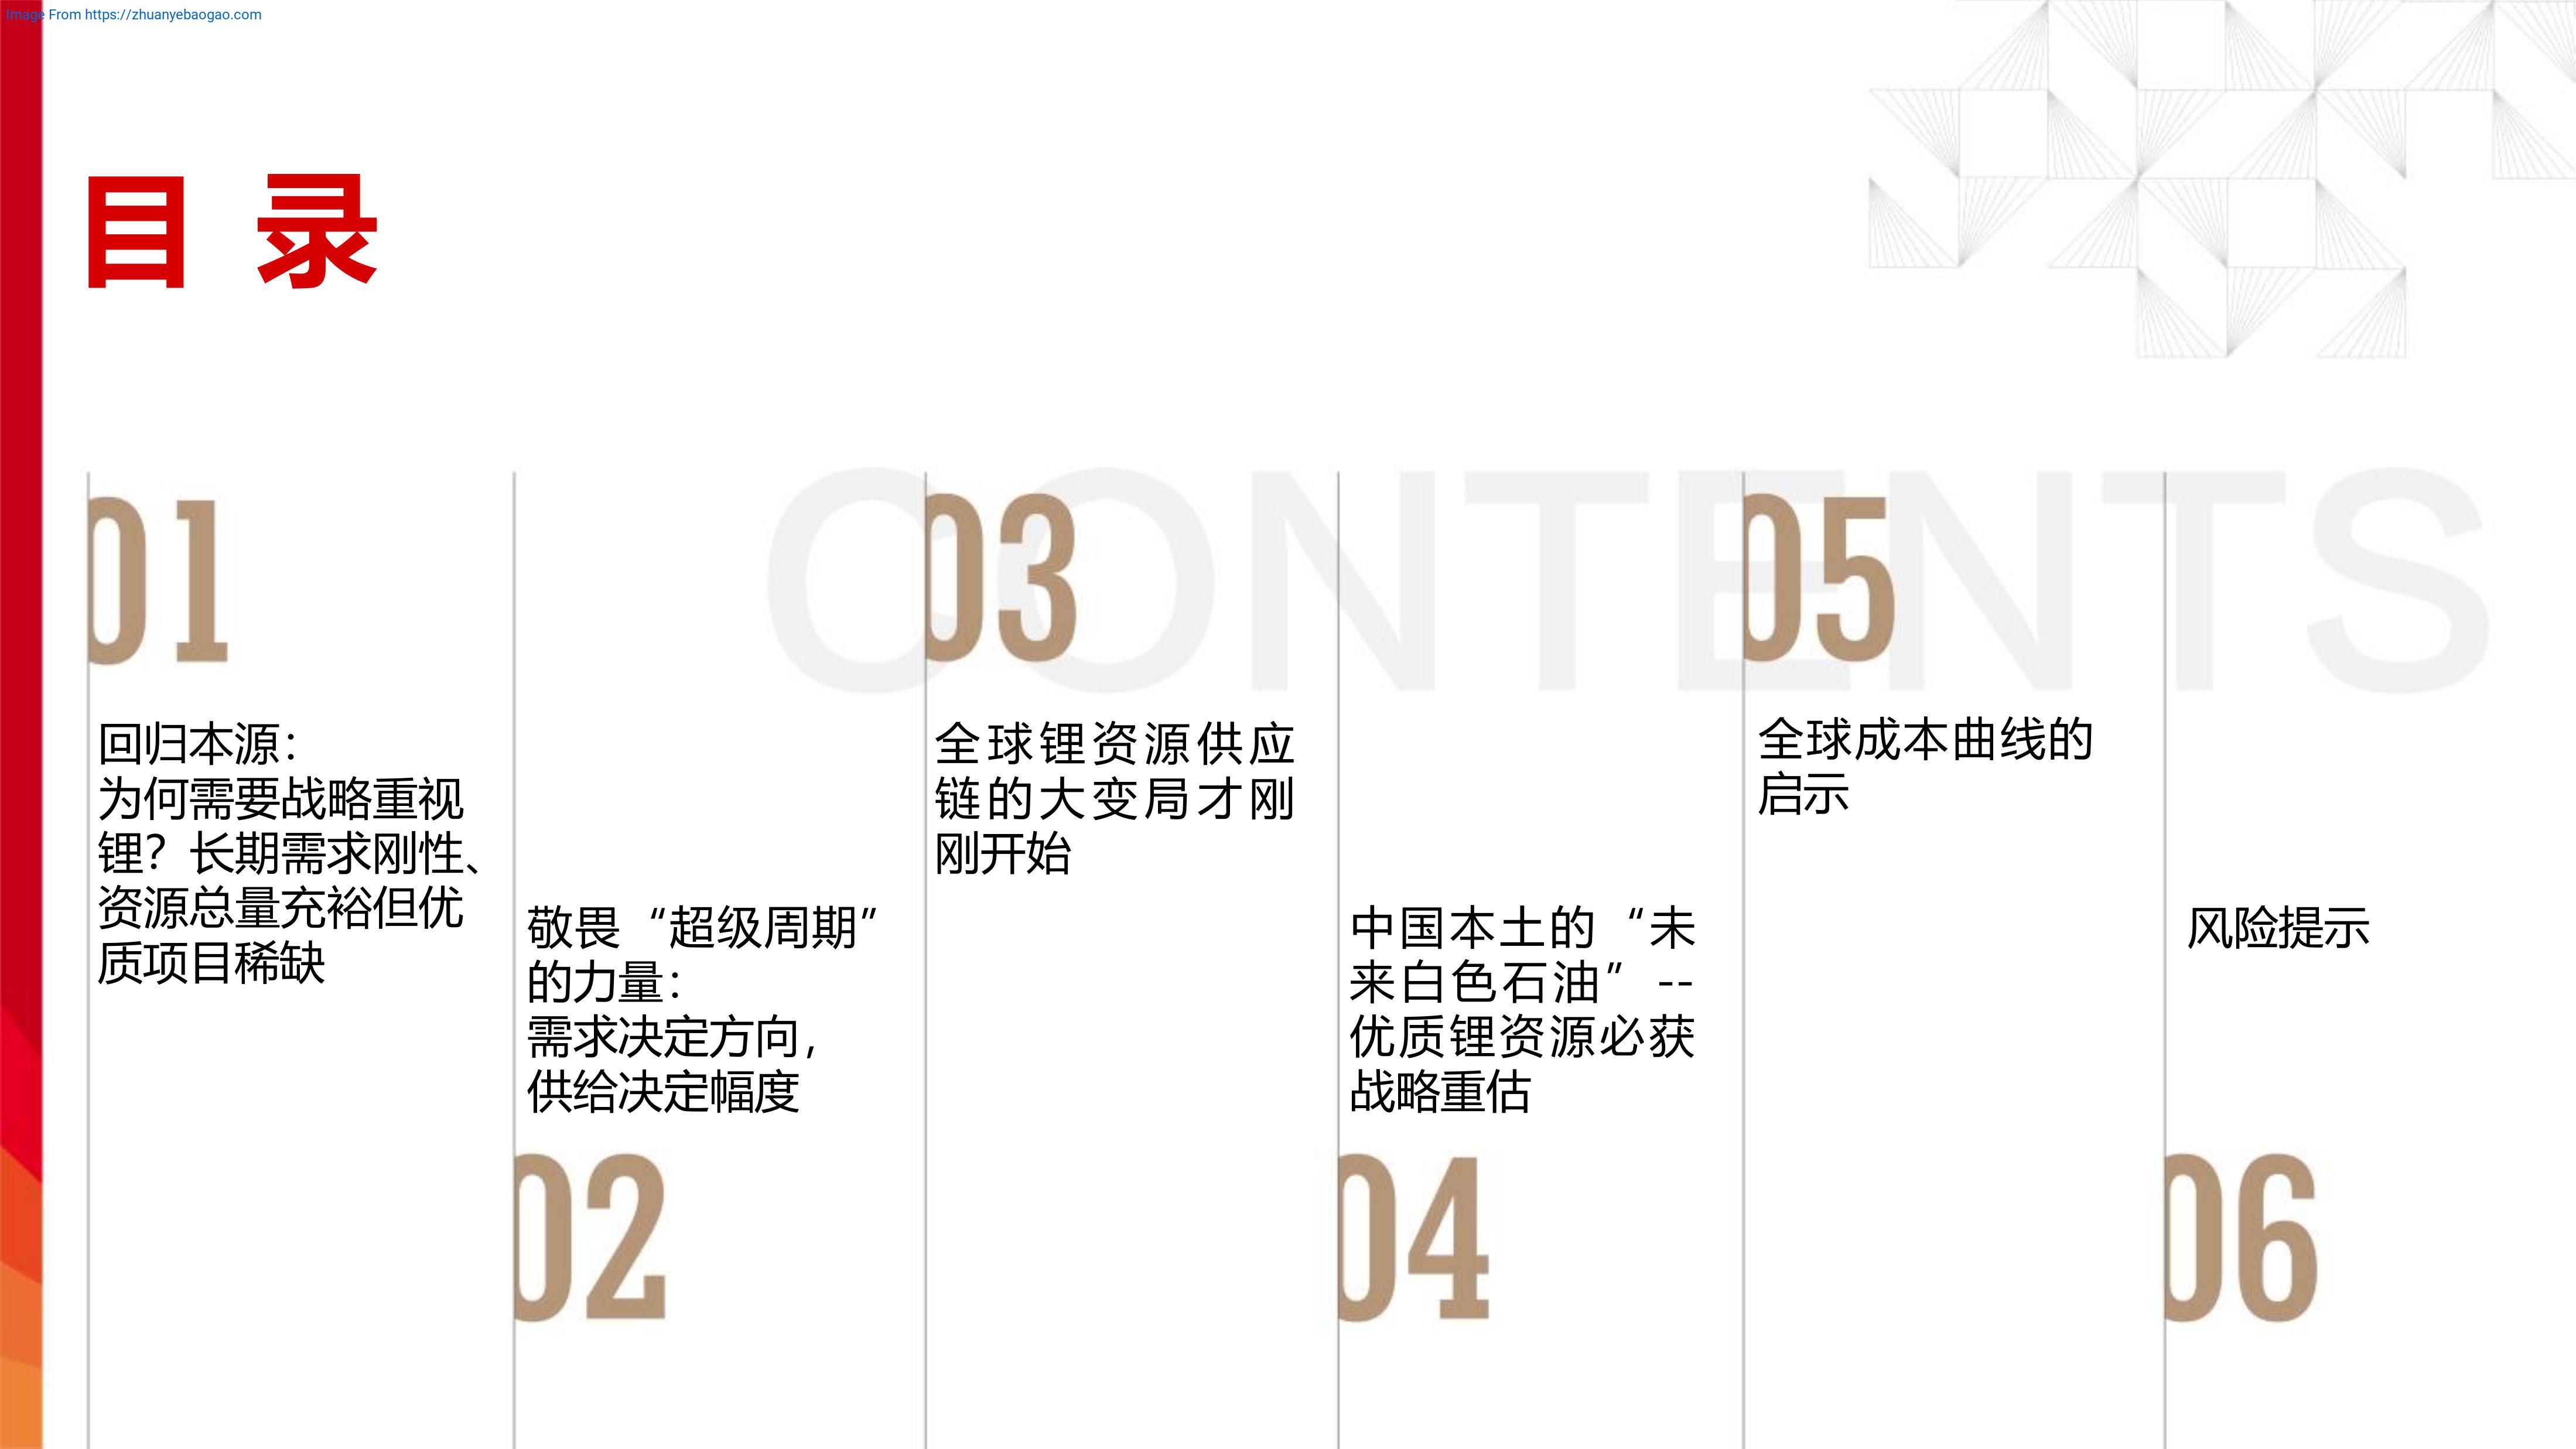 Image From https://zhuanyebaogao.com
目 录
CONTENTS
01
回归本源：
为何需要战略重视
锂？长期需求刚性、
资源总量充裕但优
质项目稀缺
敬畏“超级周期”
的力量：
需求决定方向，
供给决定幅度
02
03
全球锂资源供应
链的大变局才刚
刚开始
中国本土的“未
来白色石油”--
优质锂资源必获
战略重估
04
05
全球成本曲线的
启示
风险提示
06